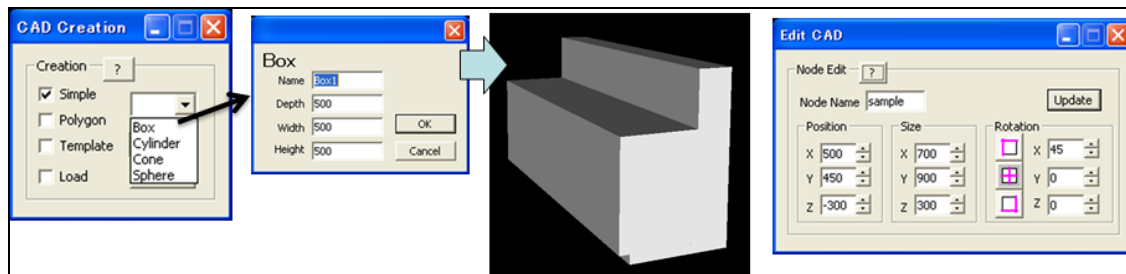 CAD Creation
Creation ?
Simple
Polygon
Template
Load
Box
Cylinder
Cone
Sphere
Box
Name Box1
Depth 500
Width 500
Height 500
OK
Cancel
Edit CAD
Node Edit ?
Node Name sample Update
Position Size Rotation
X 500 X 700 X 45
Y 450 Y 900 Y 0
Z -300 Z 300 Z 0